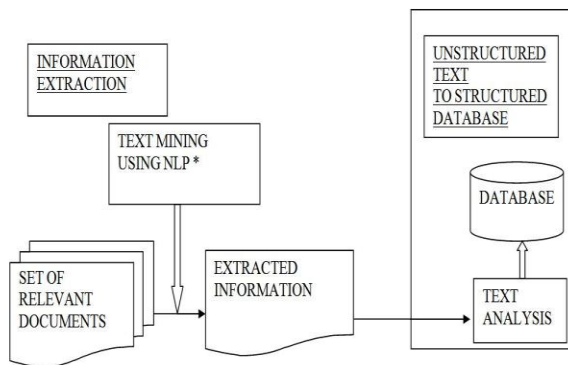 INFORMATION
EXTRACTION
TEXT MINING
USING NLP *
SET OF
RELEVANT
DOCUMENTS
EXTRACTED
INFORMATION
UNSTRUCTURED
TEXT
TO STRUCTURED
DATABASE
DATABASE
TEXT
ANALYSIS